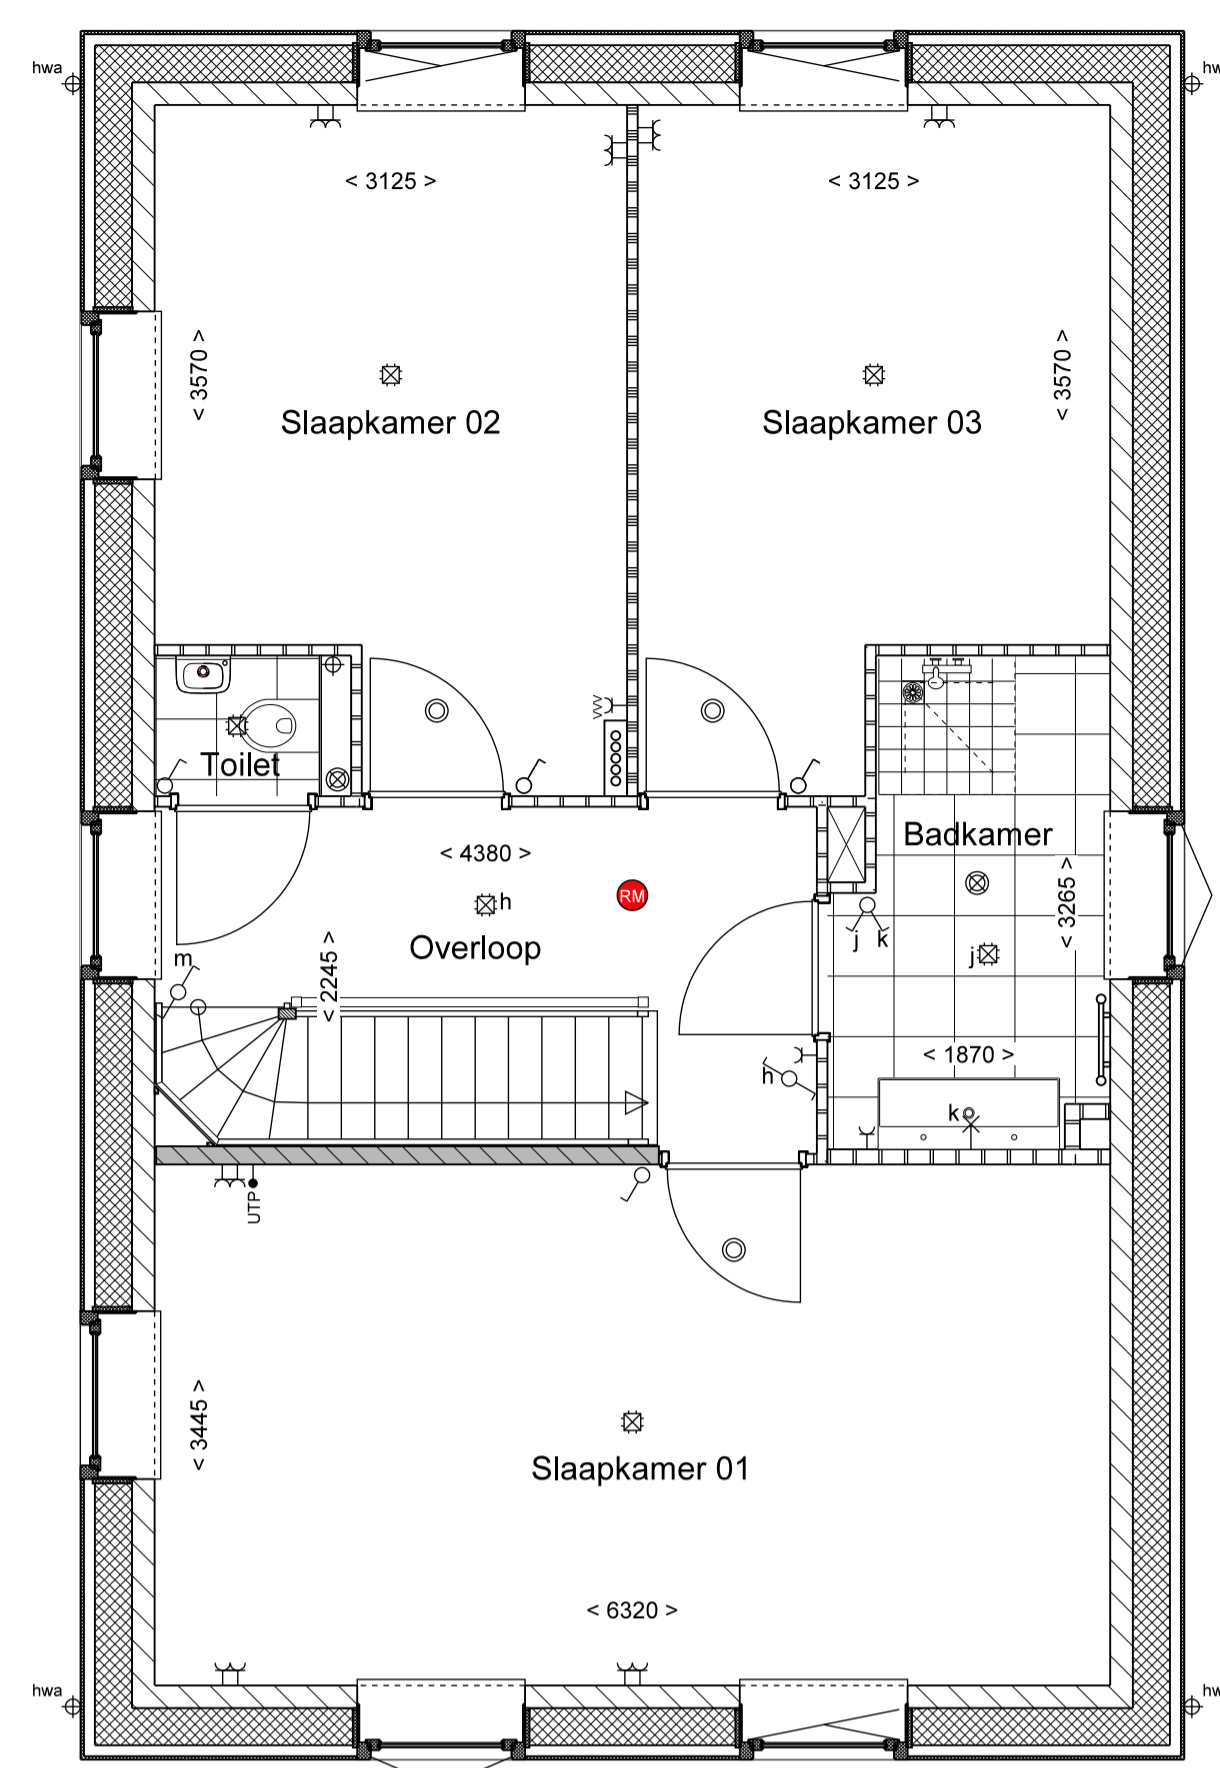 hwa
hw
< 3125 >
< 3125 >
< 3570 >
< 3570 >
Slaapkamer 02
Slaapkamer 03
Toilet
Badkamer
< 4380 >
< 3265 >
h
RM
Overloop
j k
j
m
< 2245 >
< 1870 >
h
k
UTP
< 3445 >
Slaapkamer 01
< 6320 >
hwa
hw